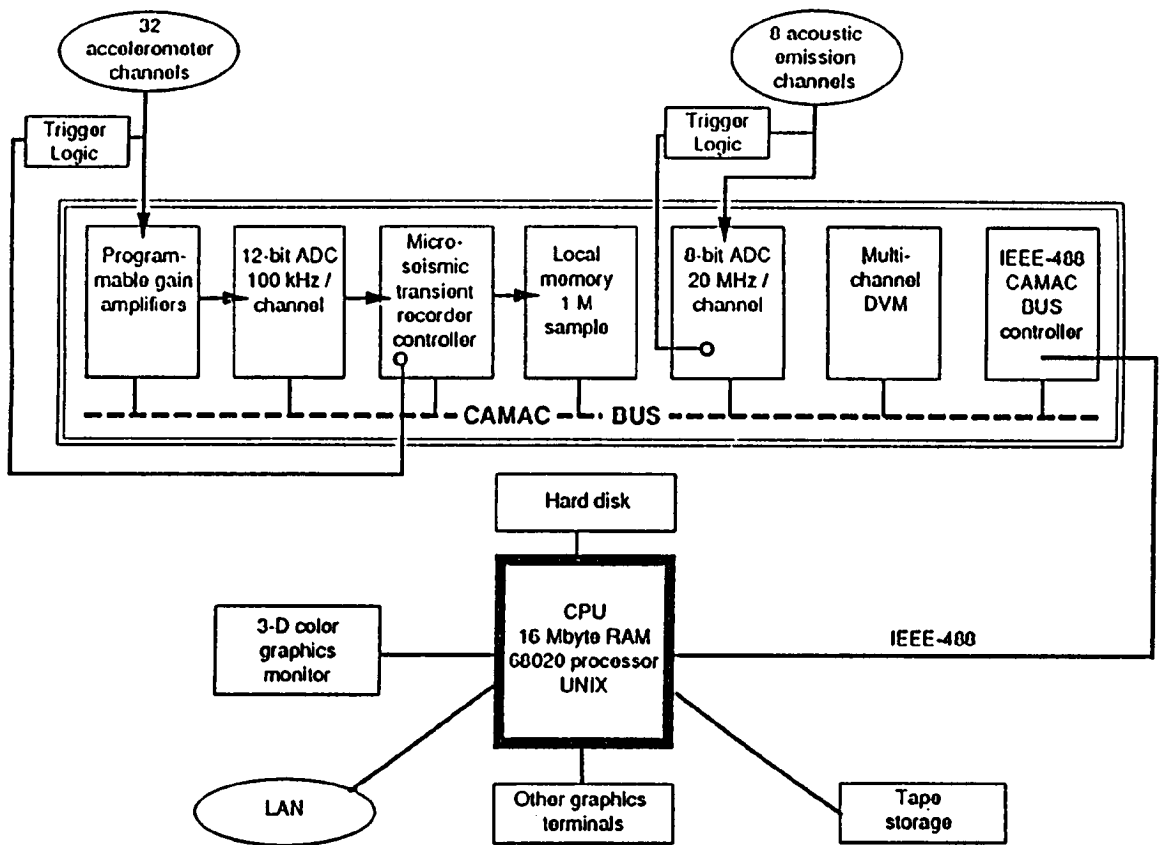 32
accelerometer
channels
8 acoustic
emission
channels
Trigger
Logic
Trigger
Logic
Program-
mable gain
amplifiers
12-bit ADC
100 kHz /
channel
Micro-
seismic
transient
recorder
controller
Local
memory
1 M
sample
8-bit ADC
20 MHz /
channel
Multi-
channel
DVM
IEEE-488
CAMAC
BUS
controller
CAMAC BUS
Hard disk
CPU
16 Mbyte RAM
68020 processor
UNIX
3-D color
graphics
monitor
IEEE-488
LAN
Other graphics
terminals
Tape
storage